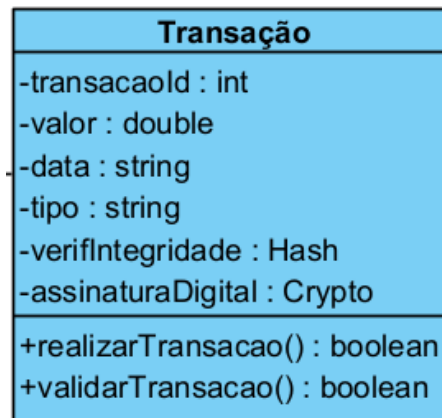 Transação
-transacaoId : int
-valor : double
-data : string
-tipo : string
-verifIntegridade : Hash
-assinaturaDigital : Crypto
+realizarTransacao() : boolean
+validarTransacao() : boolean